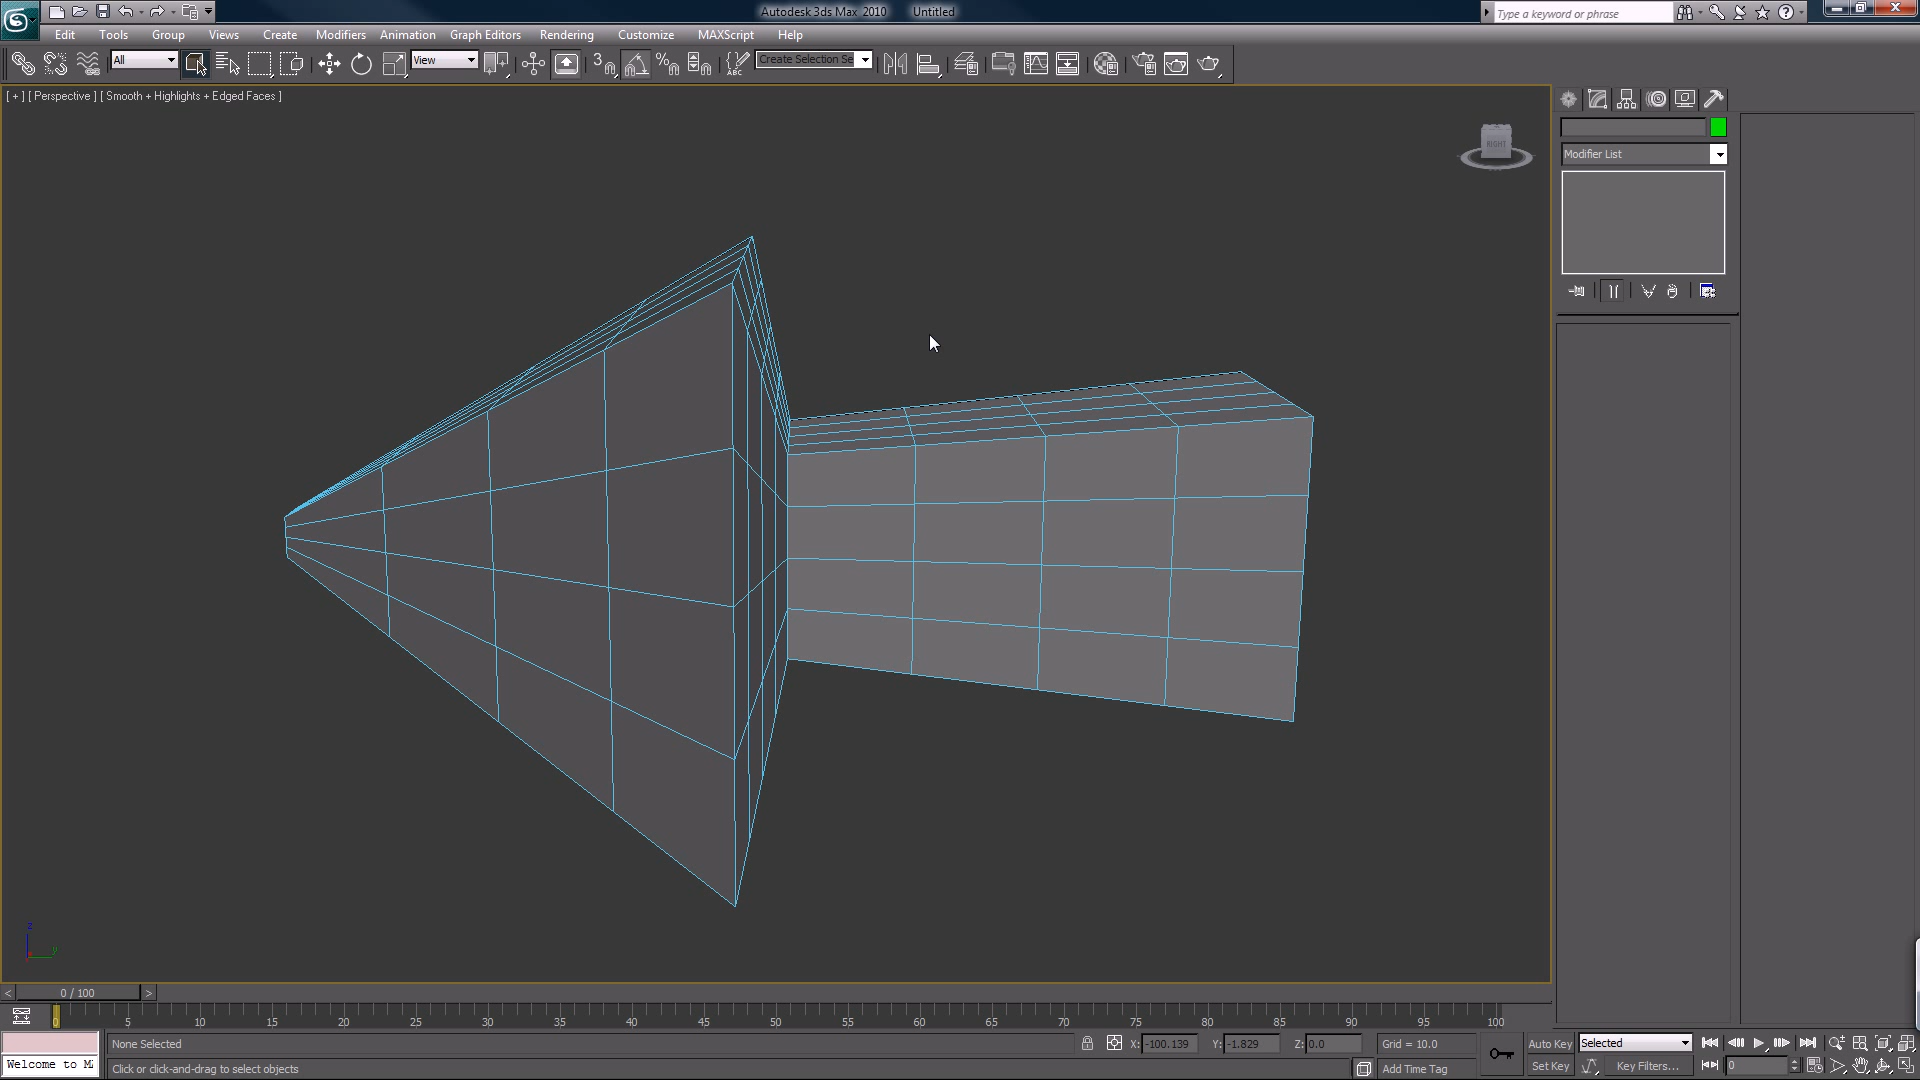 Autodesk 3ds Max 2010 Untitled
Type a keyword or phrase
Edit Tools Group Views Create Modifiers Animation Graph Editors Rendering Customize MAXScript Help
All
View
3
%
ABC
Create Selection Se
[ + ] [ Perspective ] [ Smooth + Highlights + Edged Faces ]
RIGHT
Modifier List
z
y
< 0 / 100 >
0 5 10 15 20 25 30 35 40 45 50 55 60 65 70 75 80 85 90 95 100
None Selected
X: -100.139 Y: -1.829 Z: 0.0 Grid = 10.0
Auto Key Selected
Welcome to M
Click or click-and-drag to select objects
Add Time Tag
Set Key Key Filters... 0